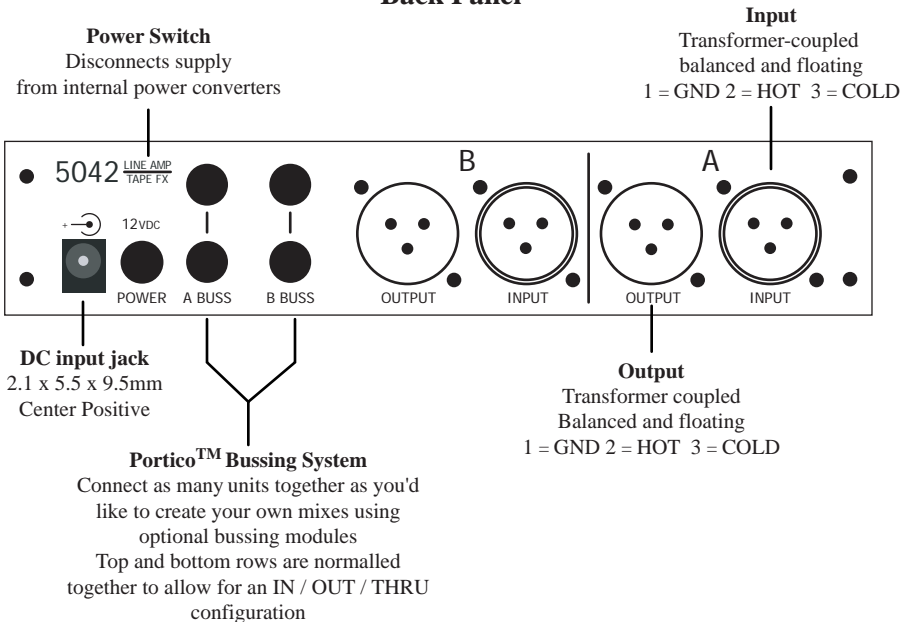 Back Panel
Power Switch
Disconnects supply
from internal power converters
Input
Transformer-coupled
balanced and floating
1 = GND 2 = HOT 3 = COLD
5042 LINE AMP
TAPE FX
B
A
+
12VDC
POWER
A BUSS
B BUSS
OUTPUT
INPUT
OUTPUT
INPUT
DC input jack
2.1 x 5.5 x 9.5mm
Center Positive
Output
Transformer coupled
Balanced and floating
1 = GND 2 = HOT 3 = COLD
Portico™ Bussing System
Connect as many units together as you'd
like to create your own mixes using
optional bussing modules
Top and bottom rows are normalled
together to allow for an IN / OUT / THRU
configuration